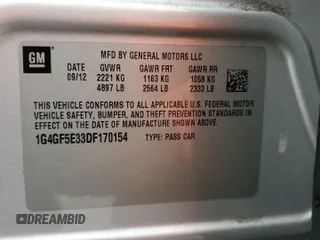 GM
MFD BY GENERAL MOTORS LLC
DATE GVWR GAWR FRT GAWR RR
09/12 2221 KG 1163 KG 1058 KG
4897 LB 2564 LB 2333 LB
THIS VEHICLE CONFORMS TO ALL APPLICABLE U.S. FEDERAL MOTOR
VEHICLE SAFETY, BUMPER, AND THEFT PREVENTION STANDARDS IN
EFFECT ON THE DATE OF MANUFACTURE SHOWN ABOVE.
1G4GF5E33DF170154 TYPE: PASS CAR
DREAMBID